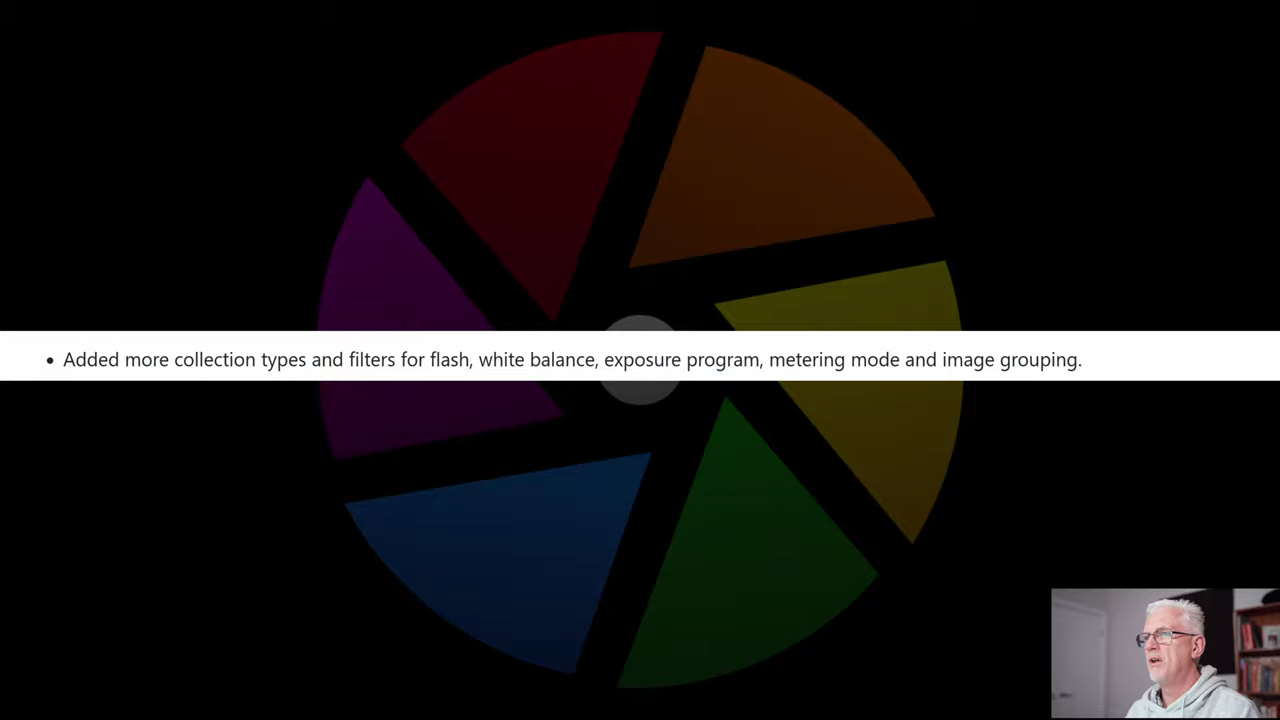 • Added more collection types and filters for flash, white balance, exposure program, metering mode and image grouping.